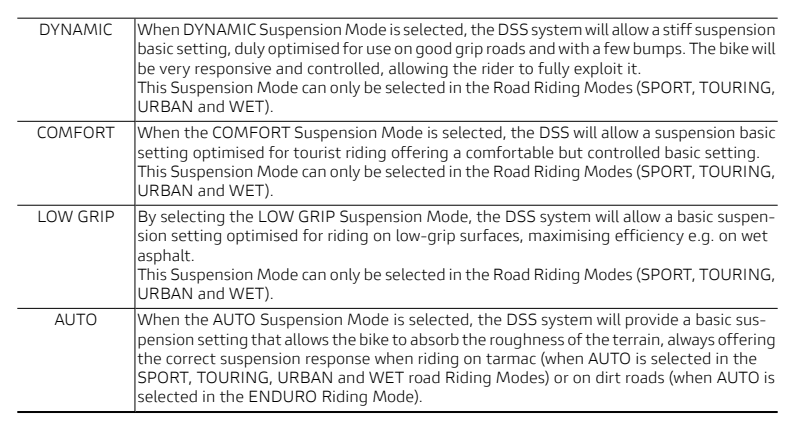 DYNAMIC When DYNAMIC Suspension Mode is selected, the DSS system will allow a stiff suspension
basic setting, duly optimised for use on good grip roads and with a few bumps. The bike will
be very responsive and controlled, allowing the rider to fully exploit it.
This Suspension Mode can only be selected in the Road Riding Modes (SPORT, TOURING,
URBAN and WET).
COMFORT When the COMFORT Suspension Mode is selected, the DSS will allow a suspension basic
setting optimised for tourist riding offering a comfortable but controlled basic setting.
This Suspension Mode can only be selected in the Road Riding Modes (SPORT, TOURING,
URBAN and WET).
LOW GRIP By selecting the LOW GRIP Suspension Mode, the DSS system will allow a basic suspen-
sion setting optimised for riding on low-grip surfaces, maximising efficiency e.g. on wet
asphalt.
This Suspension Mode can only be selected in the Road Riding Modes (SPORT, TOURING,
URBAN and WET).
AUTO When the AUTO Suspension Mode is selected, the DSS system will provide a basic sus-
pension setting that allows the bike to absorb the roughness of the terrain, always offering
the correct suspension response when riding on tarmac (when AUTO is selected in the
SPORT, TOURING, URBAN and WET road Riding Modes) or on dirt roads (when AUTO is
selected in the ENDURO Riding Mode).